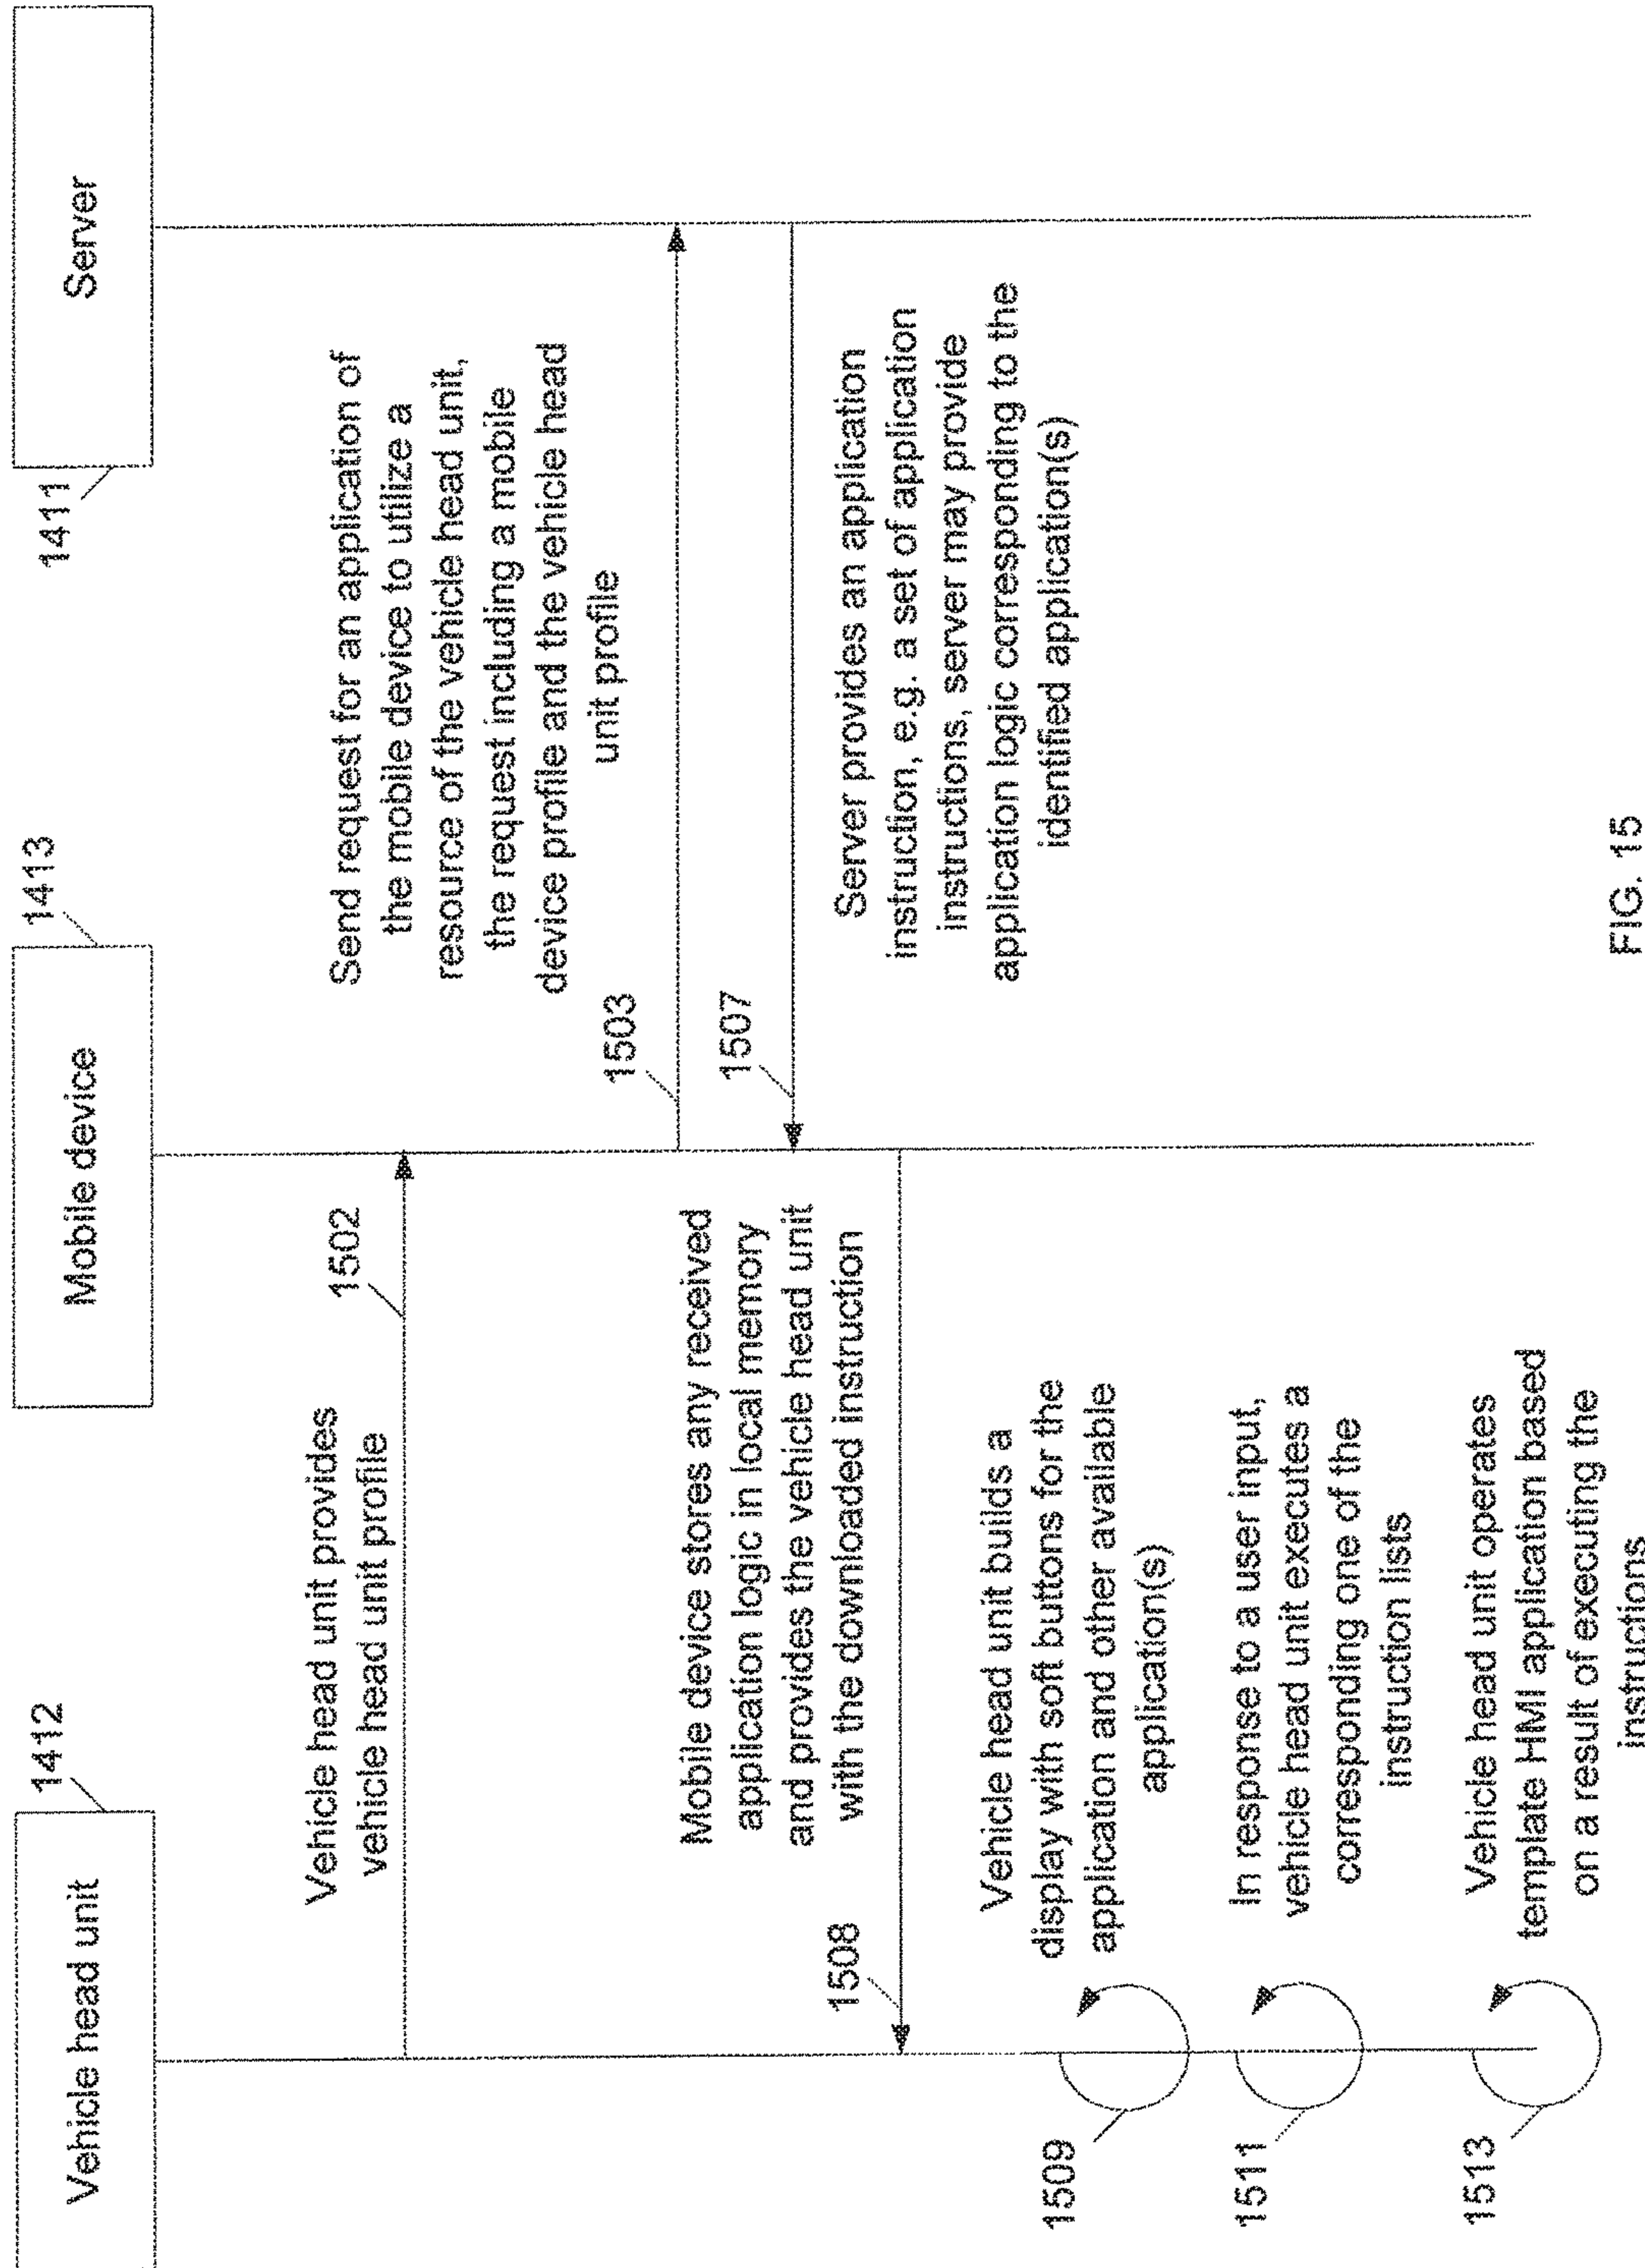 Vehicle head unit
1412
Mobile device
1413
Server
1411
Vehicle head unit provides
vehicle head unit profile
1502
Send request for an application of
the mobile device to utilize a
resource of the vehicle head unit,
the request including a mobile
device profile and the vehicle head
unit profile
1503
1507
Server provides an application
instruction, e.g. a set of application
instructions, server may provide
application logic corresponding to the
identified application(s)
Mobile device stores any received
application logic in local memory
and provides the vehicle head unit
with the downloaded instruction
1508
Vehicle head unit builds a
display with soft buttons for the
application and other available
application(s)
1509
In response to a user input,
vehicle head unit executes a
corresponding one of the
instruction lists
1511
Vehicle head unit operates
template HMI application based
on a result of executing the
instructions
1513
FIG. 15